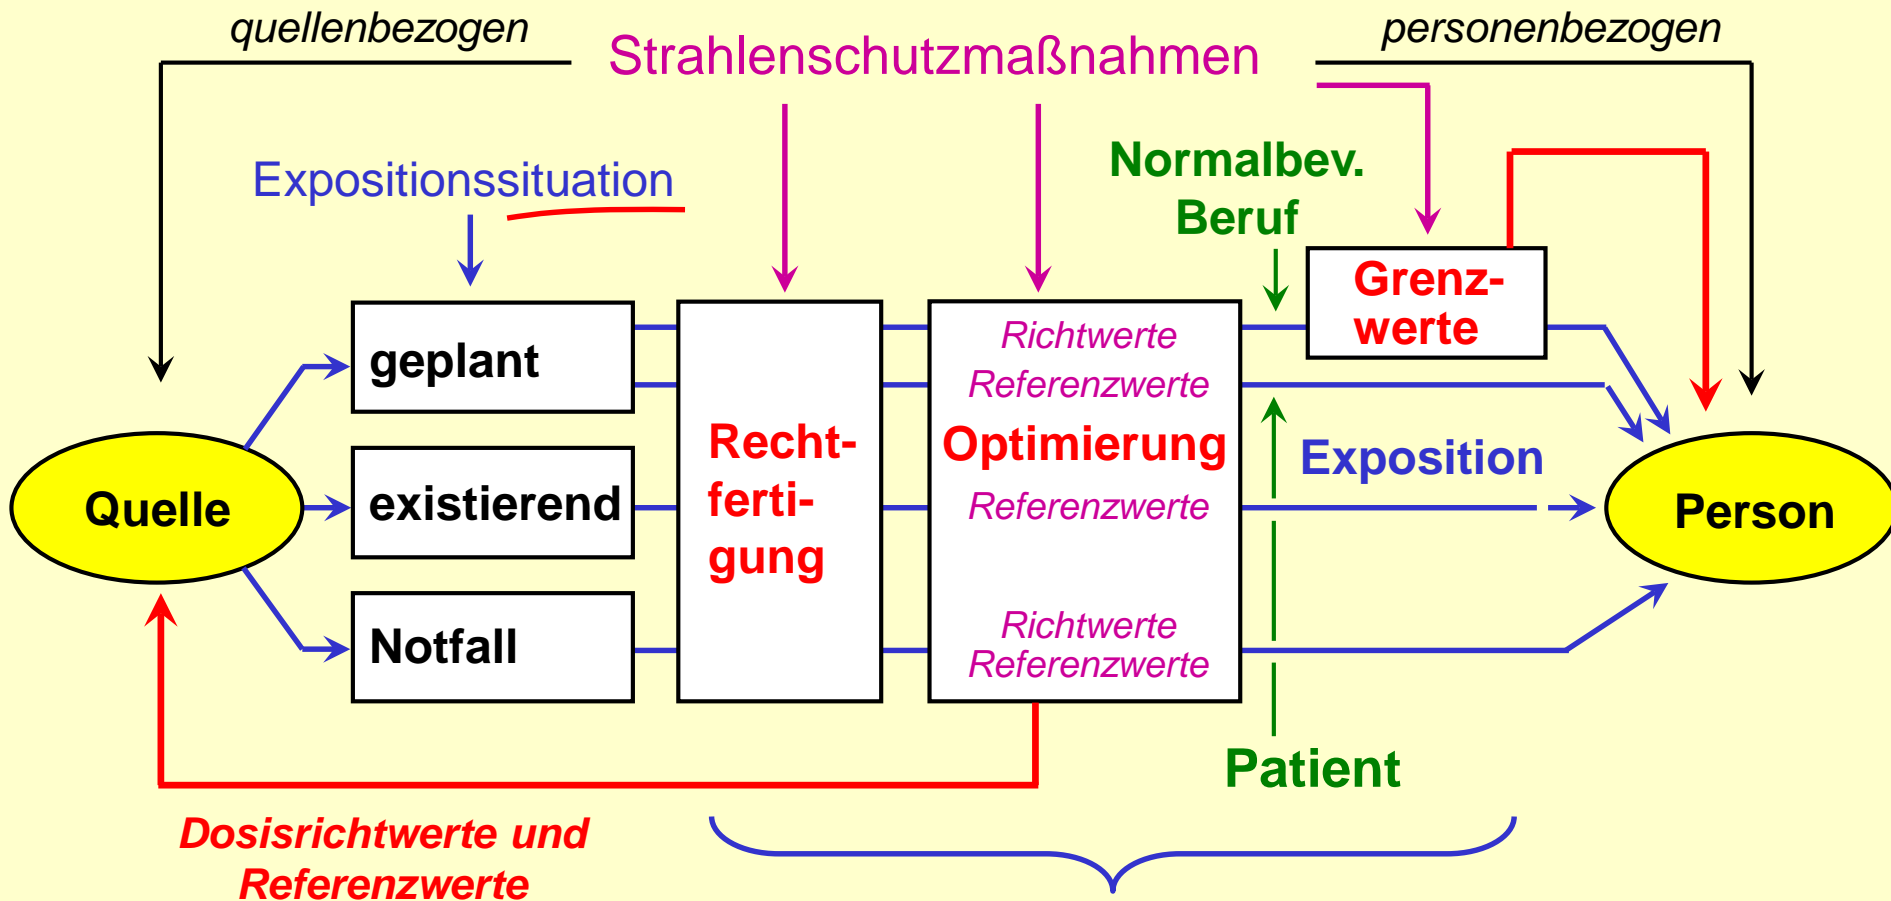 quellenbezogen
personenbezogen
Strahlenschutzmaßnahmen
Expositionssituation
Normalbev.
Beruf
Grenz-
werte
geplant
Richtwerte
Referenzwerte
Recht-
ferti-
gung
Optimierung
Exposition
Quelle
existierend
Referenzwerte
Person
Notfall
Richtwerte
Referenzwerte
Patient
Dosisrichtwerte und
Referenzwerte